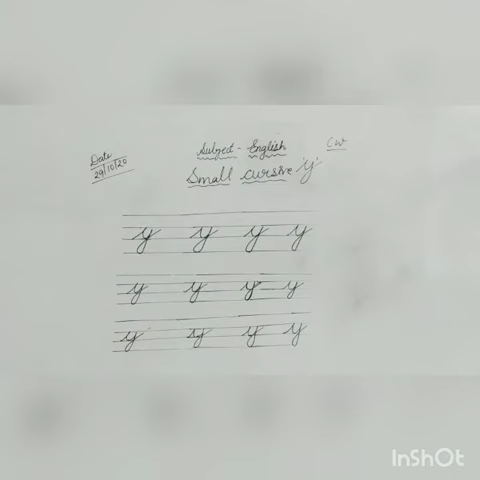 Date
29/10/20
Subject - English
CW
Small cursive 'y'
y y y y
y y y y
y y y y
InShOt